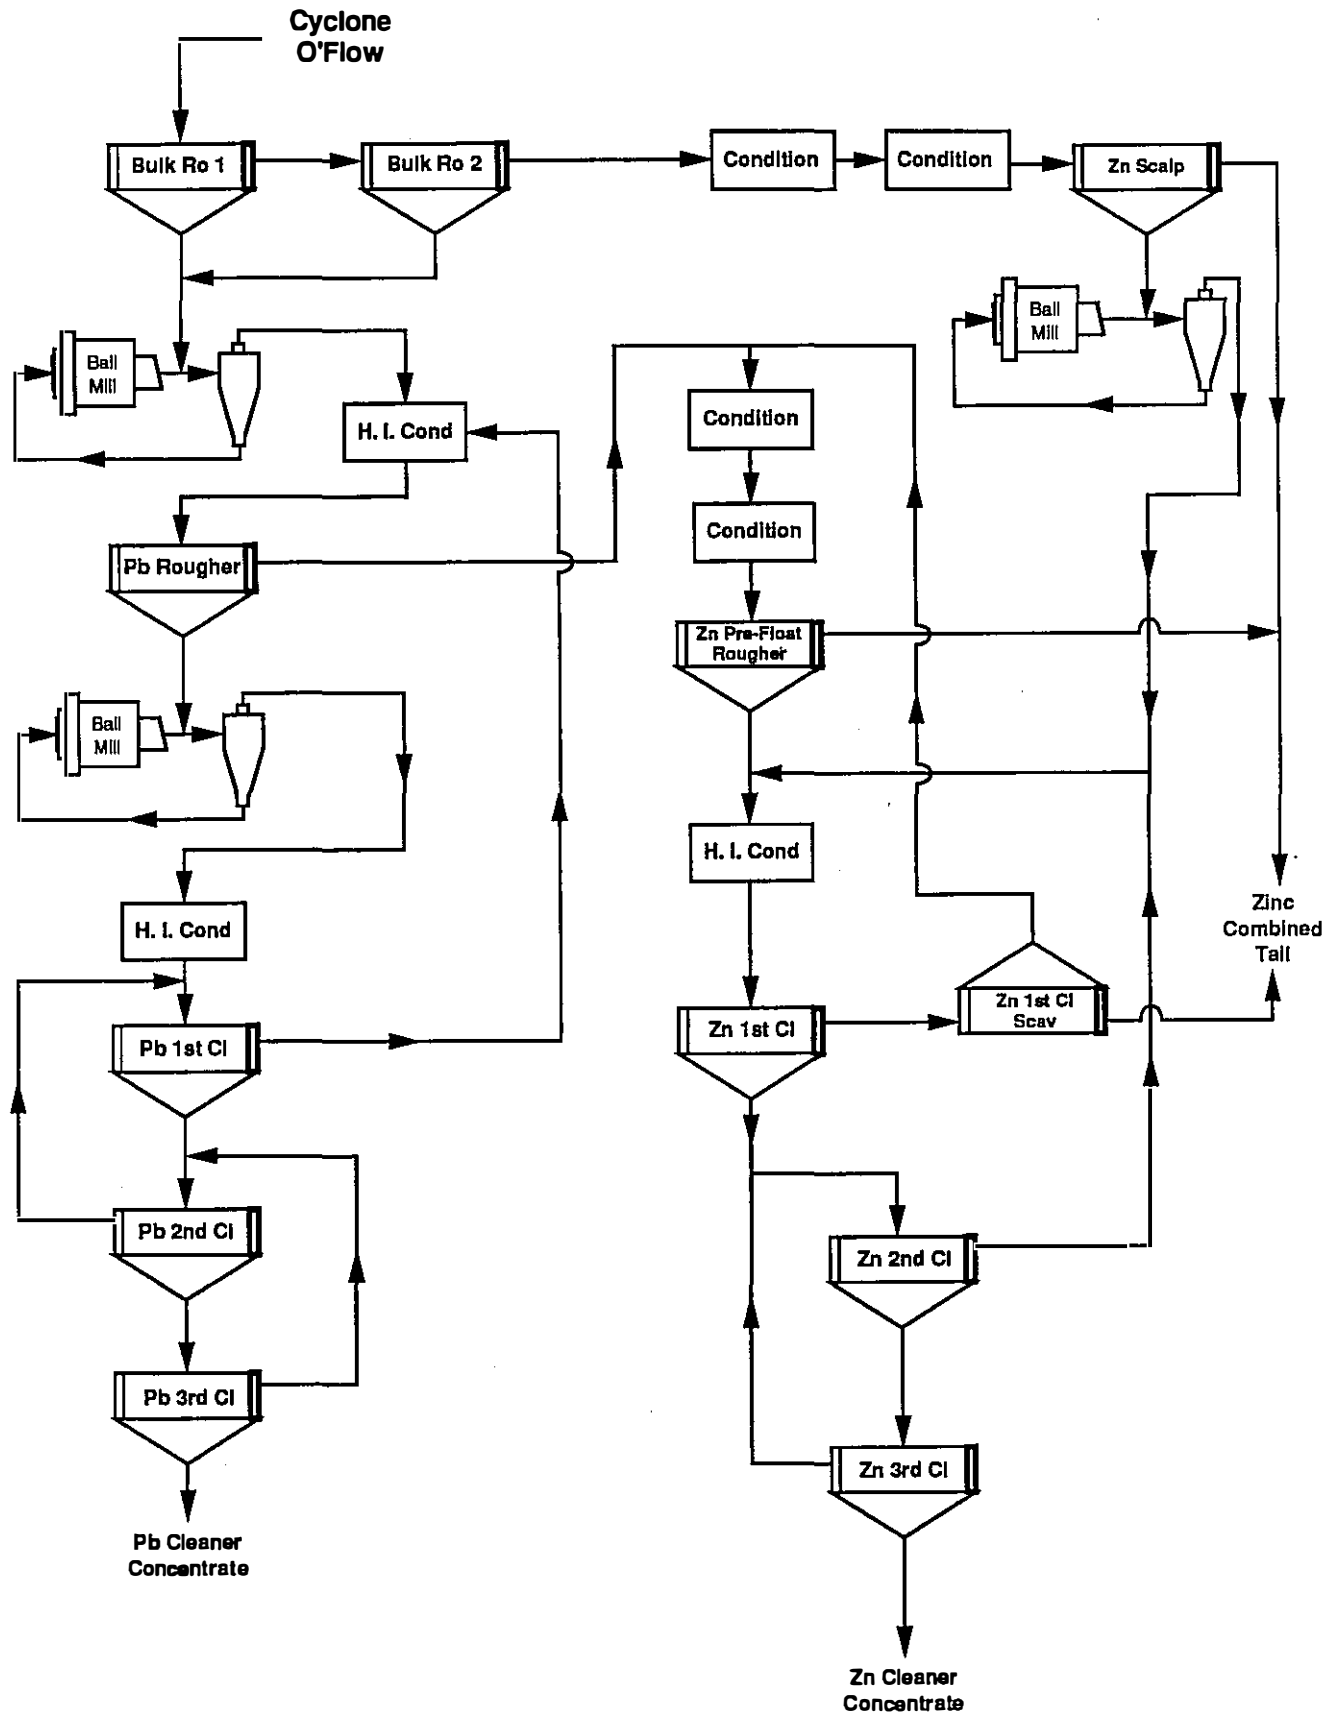 Cyclone
O'Flow
Bulk Ro 1
Bulk Ro 2
Condition
Condition
Zn Scalp
Ball
Mill
Ball
Mill
H. I. Cond
Condition
Condition
Pb Rougher
Zn Pre-Float
Rougher
Ball
Mill
H. I. Cond
H. I. Cond
Zinc
Combined
Tail
Zn 1st Cl
Scav
Zn 1st Cl
Pb 1st Cl
Pb 2nd Cl
Zn 2nd Cl
Pb 3rd Cl
Zn 3rd Cl
Pb Cleaner
Concentrate
Zn Cleaner
Concentrate